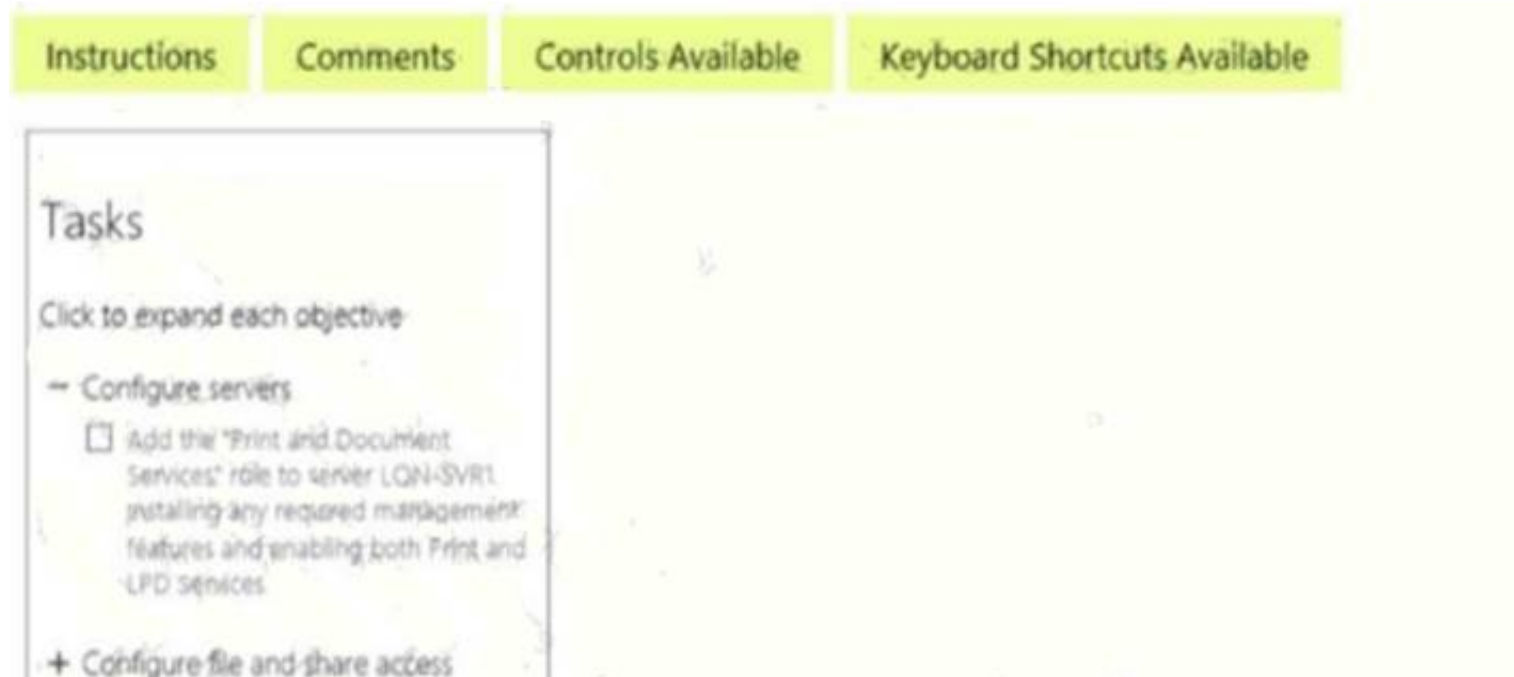 Instructions Comments Controls Available Keyboard Shortcuts Available
Tasks
Click to expand each objective
− Configure servers
Add the "Print and Document
Services" role to server LON-SVR1
installing any required management
features and enabling both Print and
LPD Services
+ Configure file and share access